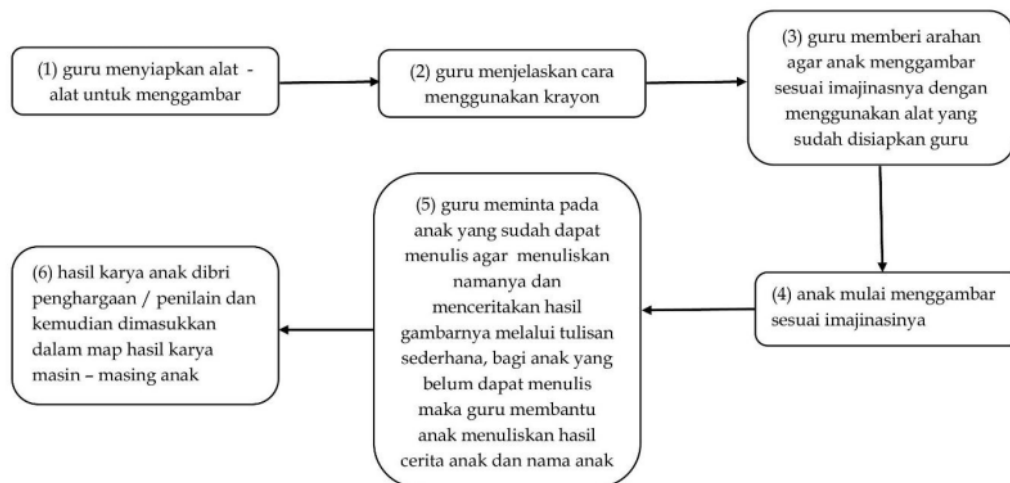 (1) guru menyiapkan alat -
alat untuk menggambar
(2) guru menjelaskan cara
menggunakan krayon
(3) guru memberi arahan
agar anak menggambar
sesuai imajinasnya dengan
menggunakan alat yang
sudah disiapkan guru
(4) anak mulai menggambar
sesuai imajinasinya
(5) guru meminta pada
anak yang sudah dapat
menulis agar menuliskan
namanya dan
menceritakan hasil
gambarnya melalui tulisan
sederhana, bagi anak yang
belum dapat menulis
maka guru membantu
anak menuliskan hasil
cerita anak dan nama anak
(6) hasil karya anak dibri
penghargaan / penilain dan
kemudian dimasukkan
dalam map hasil karya
masin – masing anak